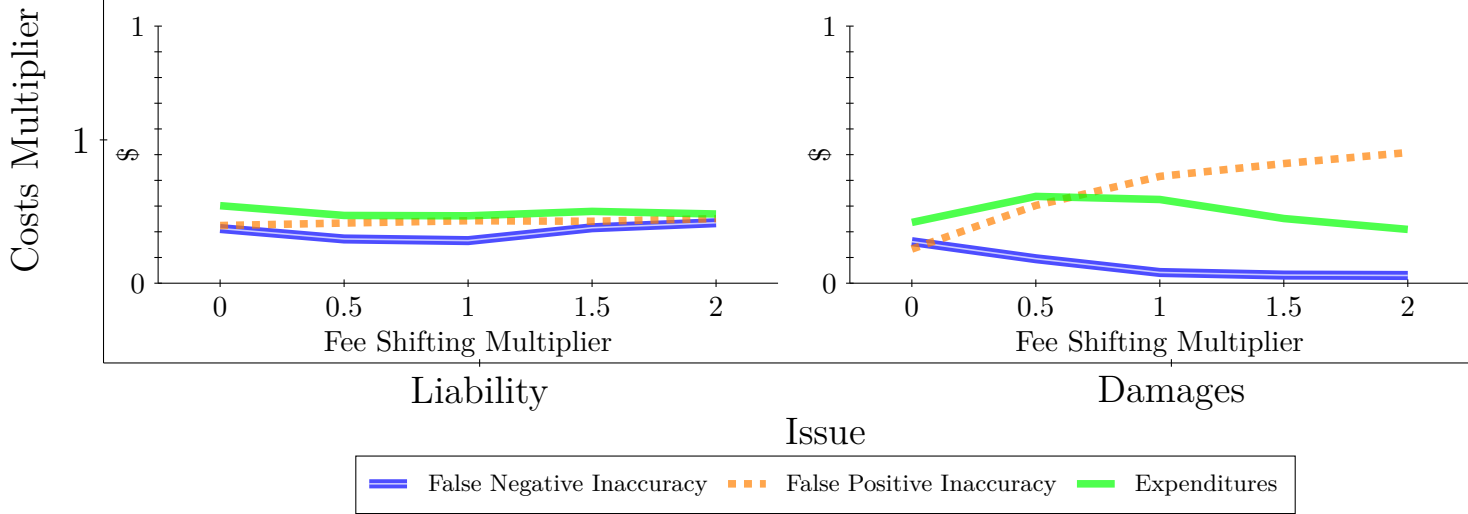 Costs Multiplier
1
1
$
0
0 0.5 1 1.5 2
Fee Shifting Multiplier
1
$
0
0 0.5 1 1.5 2
Fee Shifting Multiplier
Liability
Damages
Issue
False Negative Inaccuracy False Positive Inaccuracy Expenditures